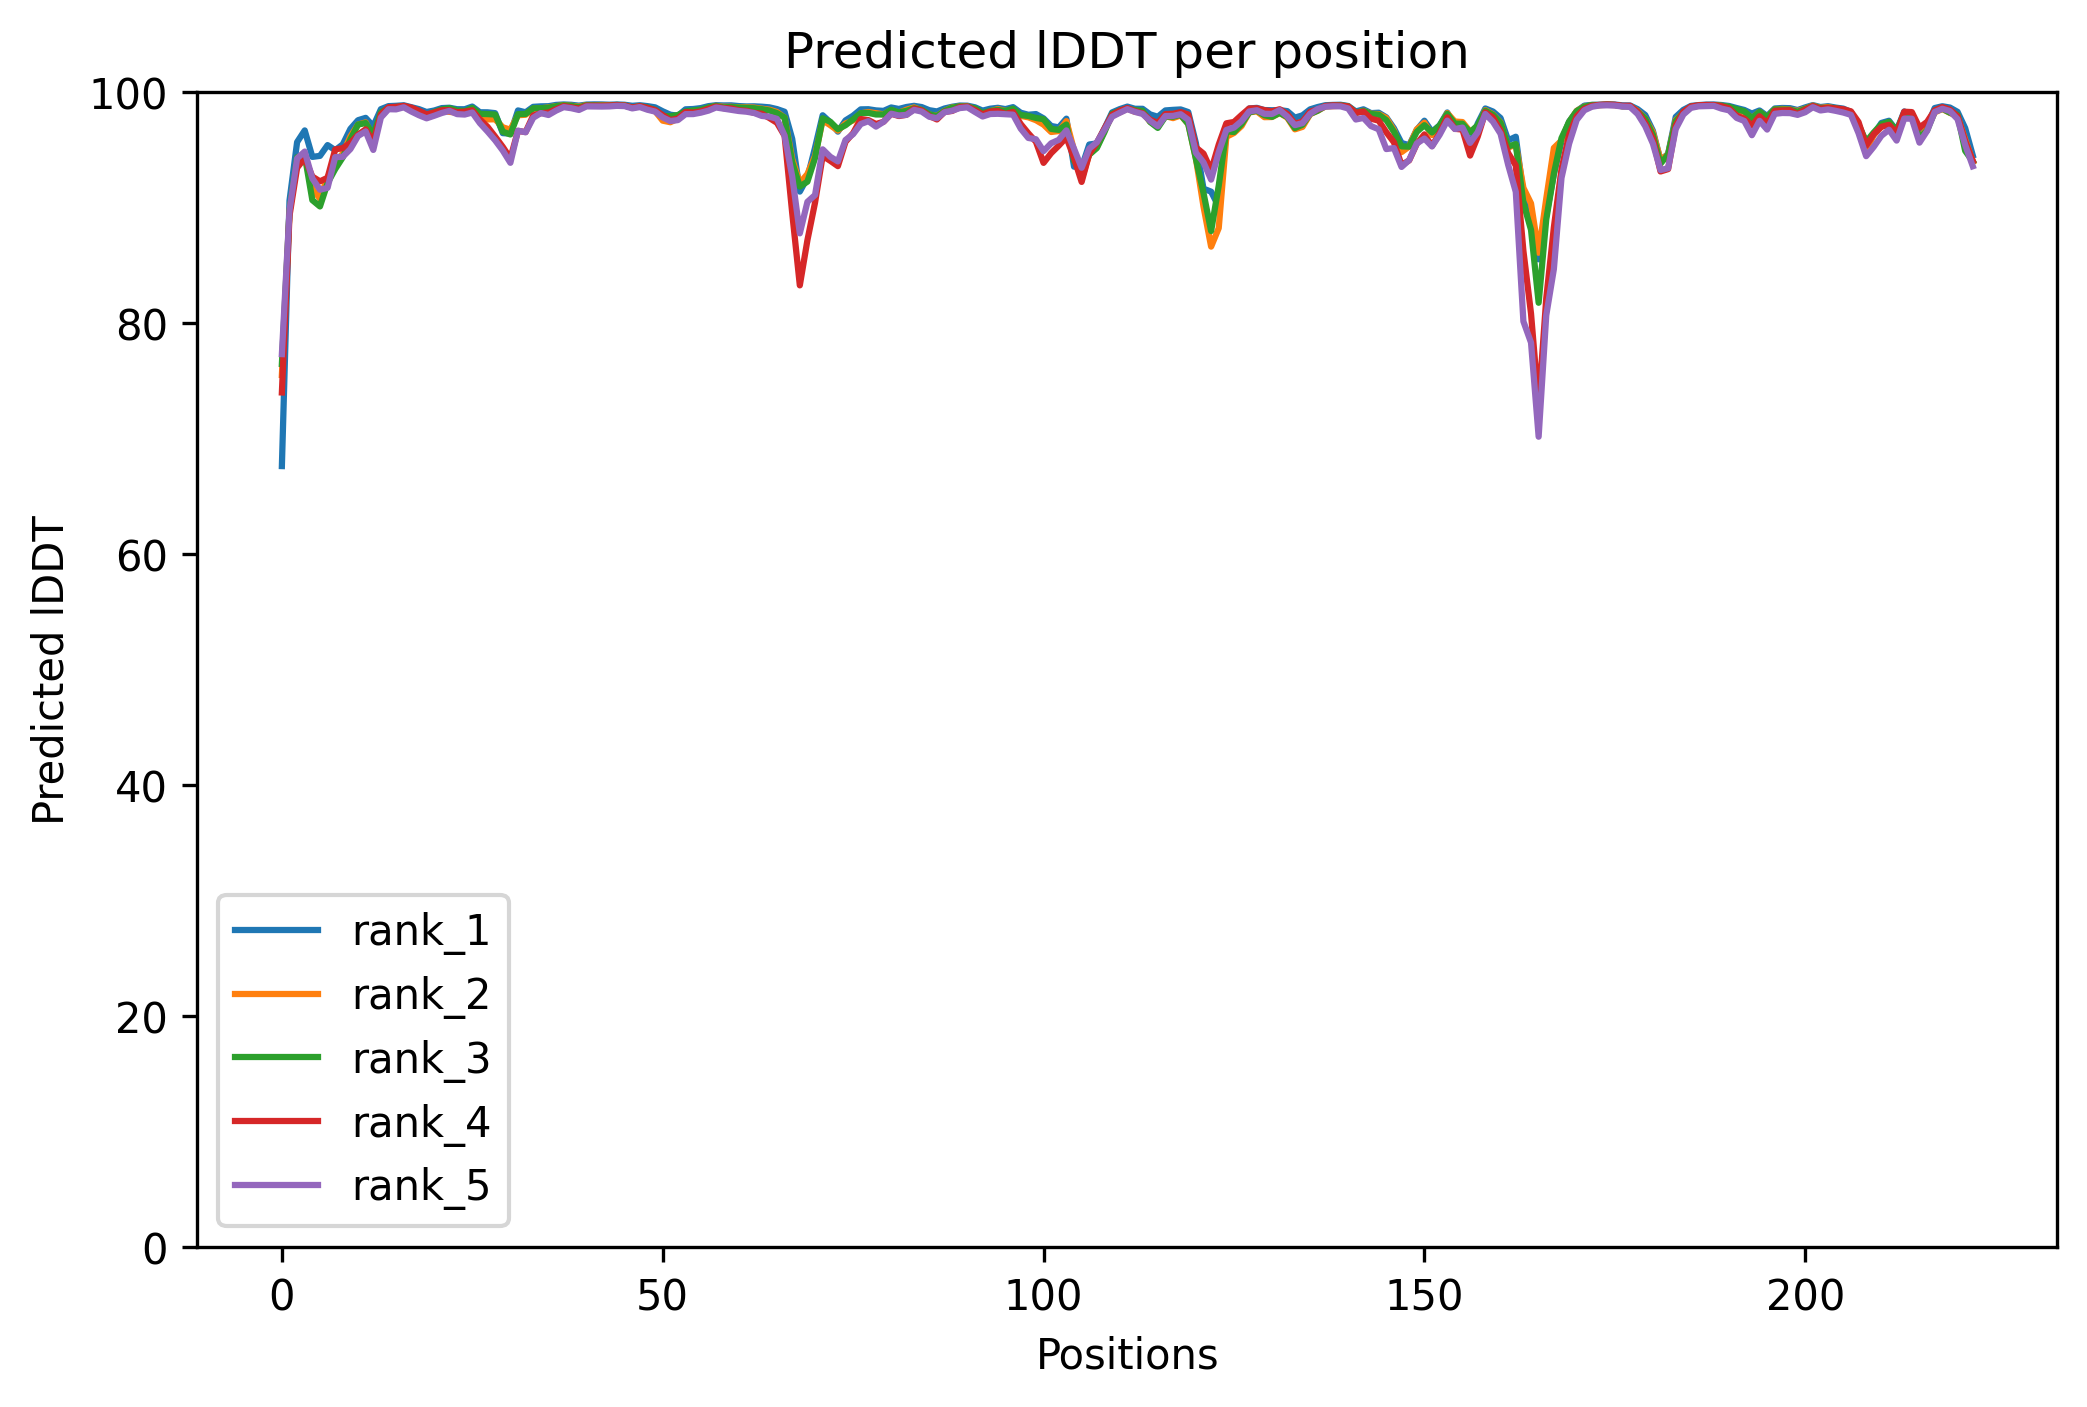 Predicted lDDT per position
100
80
60
40
20
0
Predicted lDDT
rank_1
rank_2
rank_3
rank_4
rank_5
0 50 100 150 200
Positions